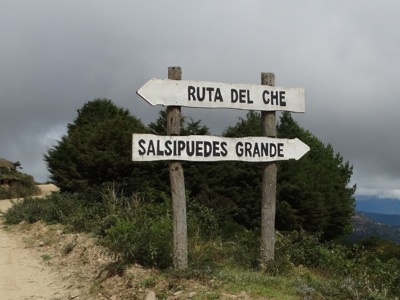 RUTA DEL CHE
SALSIPUEDES GRANDE